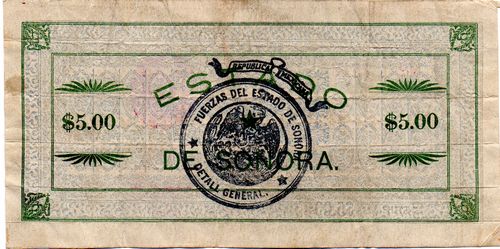 REPUBLICA MEXICANA
ESTADO
FUERZAS DEL ESTADO DE SONORA
$5.00 $5.00
DE SONORA.
DETALL GENERAL.